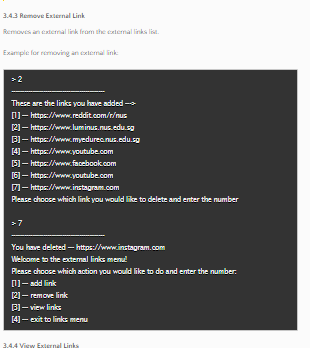 3.4.3 Remove External Link
Removes an external link from the external links list.
Example for removing an external link.
> 2
These are the links you have added --->
[1] -- https://www.reddit.com/r/nus
[2] -- https://www.luminus.nus.edu.sg
[3] -- https://www.myedurec.nus.edu.sg
[4] -- https://www.youtube.com
[5] -- https://www.facebook.com
[6] -- https://www.youtube.com
[7] -- https://www.instagram.com
Please choose which link you would like to delete and enter the number
> 7
You have deleted -- https://www.instagram.com
Welcome to the external links menu!
Please choose which action you would like to do and enter the number:
[1] -- add link
[2] -- remove link
[3] -- view links
[4] -- exit to links menu
3.4.4 View External Links